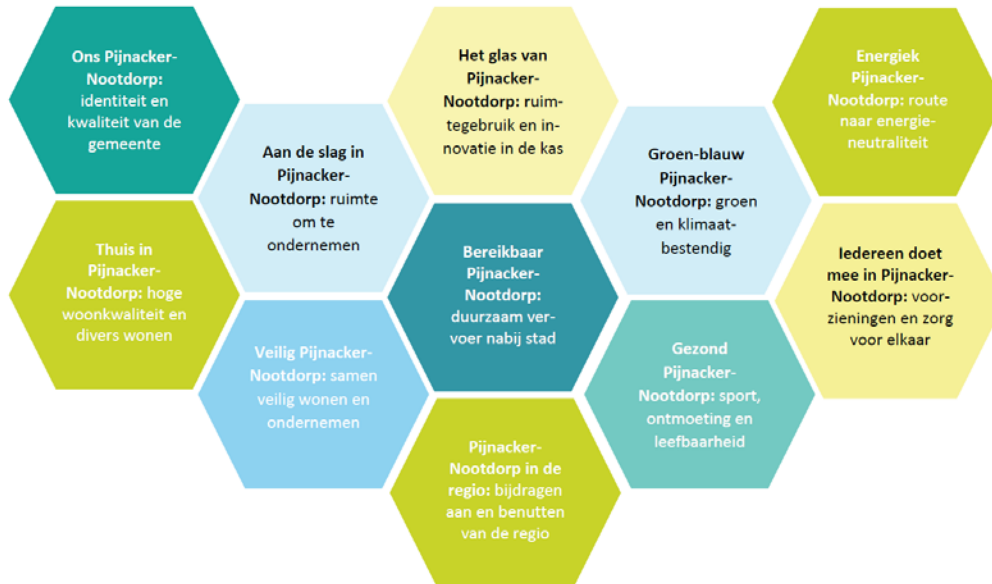 Ons Pijnacker-
Nootdorp:
identiteit en
kwaliteit van de
gemeente
Het glas van
Pijnacker-
Nootdorp: ruim-
tegebruik en in-
novatie in de kas
Energiek
Pijnacker-
Nootdorp: route
naar energie-
neutraliteit
Aan de slag in
Pijnacker-
Nootdorp: ruimte
om te
ondernemen
Groen-blauw
Pijnacker-
Nootdorp: groen
en klimaat-
bestendig
Thuis in
Pijnacker-
Nootdorp: hoge
woonkwaliteit en
divers wonen
Bereikbaar
Pijnacker-
Nootdorp:
duurzaam ver-
voer nabij stad
Iedereen doet
mee in Pijnacker-
Nootdorp: voor-
zieningen en zorg
voor elkaar
Veilig Pijnacker-
Nootdorp: samen
veilig wonen en
ondernemen
Gezond
Pijnacker-
Nootdorp: sport,
ontmoeting en
leefbaarheid
Pijnacker-
Nootdorp in de
regio: bijdragen
aan en benutten
van de regio